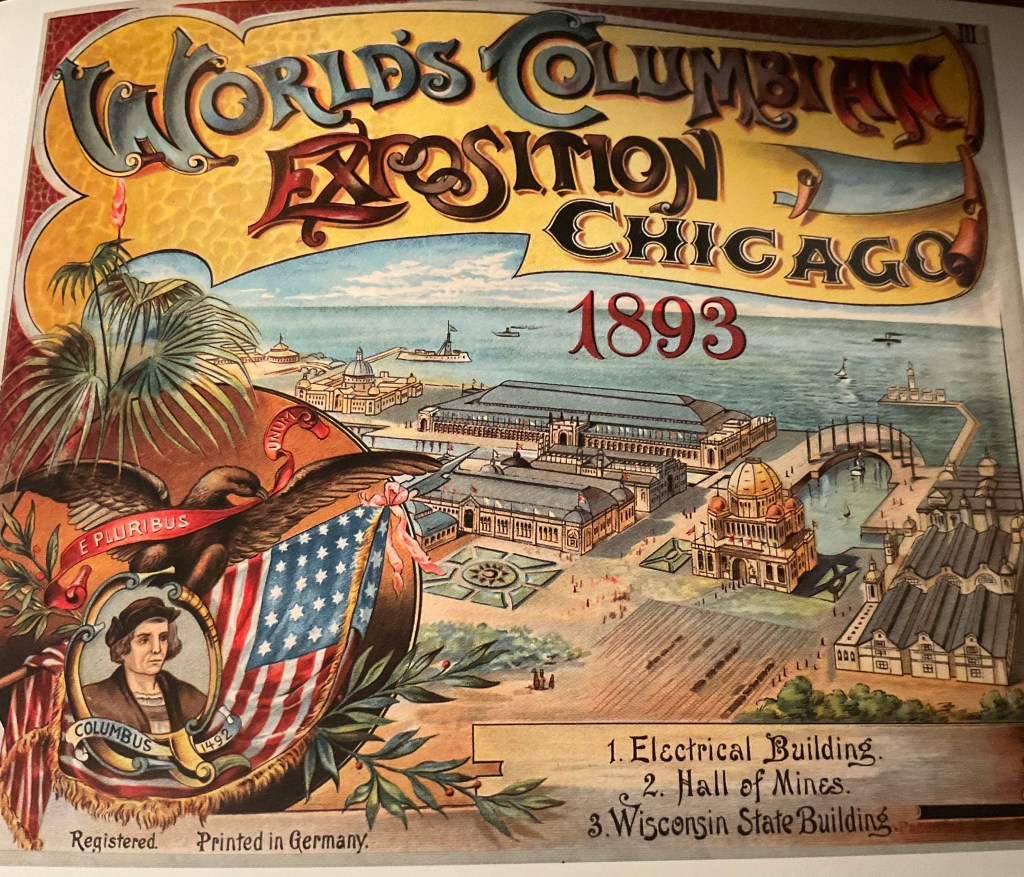 III
WORLD'S COLUMBIAN
EXPOSITION
CHICAGO
1893
UNUM
E PLURIBUS
COLUMBUS
1492
1. Electrical Building.
2. Hall of Mines.
3. Wisconsin State Building.
Registered. Printed in Germany.